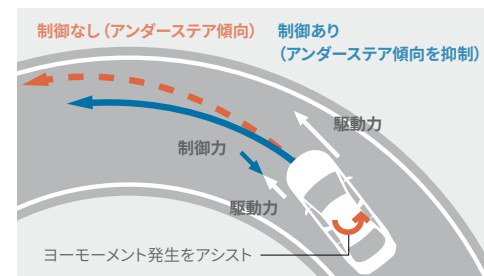 制御なし（アンダーステア傾向）
制御あり
（アンダーステア傾向を抑制）
駆動力
制御力
駆動力
ヨーモーメント発生をアシスト